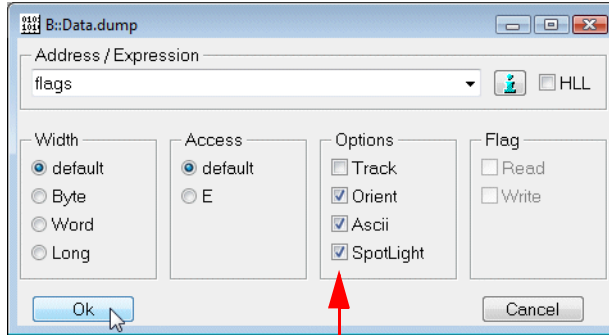 B::Data.dump
Address / Expression
flags
HLL
Width
default
Byte
Word
Long
Access
default
E
Options
Track
Orient
Ascii
SpotLight
Flag
Read
Write
Ok
Cancel